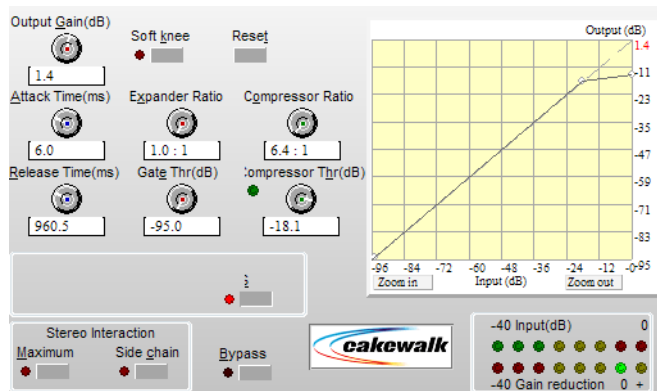 Output Gain(dB)
Soft knee
Reset
1.4
Attack Time(ms)
Expander Ratio
Compressor Ratio
6.0
1.0 : 1
6.4 : 1
Release Time(ms)
Gate Thr(dB)
ompressor Thr(dB)
960.5
-95.0
-18.1
Output (dB)
1.4
-11
-23
-35
-47
-59
-71
-83
-95
-96 -84 -72 -60 -48 -36 -24 -12 -0
Zoom in
Input (dB)
Zoom out
Stereo Interaction
Maximum
Side chain
Bypass
cakewalk
-40 Input(dB) 0
-40 Gain reduction 0 +